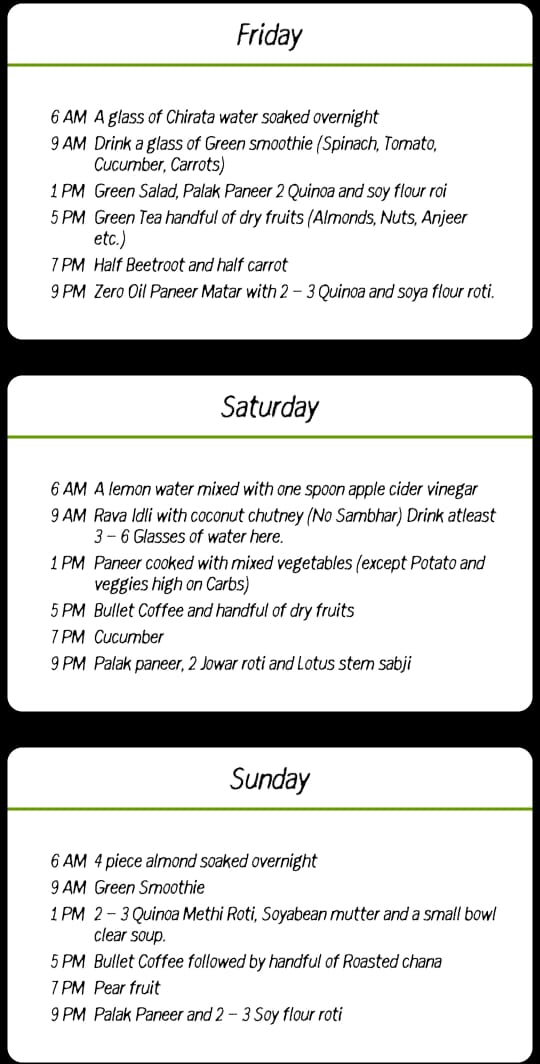 Friday
6 AM A glass of Chirata water soaked overnight
9 AM Drink a glass of Green smoothie (Spinach, Tomato,
Cucumber, Carrots)
1 PM Green Salad, Palak Paneer 2 Quinoa and soy flour roi
5 PM Green Tea handful of dry fruits (Almonds, Nuts, Anjeer
etc.)
7 PM Half Beetroot and half carrot
9 PM Zero Oil Paneer Matar with 2 – 3 Quinoa and soya flour roti.
Saturday
6 AM A lemon water mixed with one spoon apple cider vinegar
9 AM Rava Idli with coconut chutney (No Sambhar) Drink atleast
3 – 6 Glasses of water here.
1 PM Paneer cooked with mixed vegetables (except Potato and
veggies high on Carbs)
5 PM Bullet Coffee and handful of dry fruits
7 PM Cucumber
9 PM Palak paneer, 2 Jowar roti and Lotus stem sabji
Sunday
6 AM 4 piece almond soaked overnight
9 AM Green Smoothie
1 PM 2 – 3 Quinoa Methi Roti, Soyabean mutter and a small bowl
clear soup.
5 PM Bullet Coffee followed by handful of Roasted chana
7 PM Pear fruit
9 PM Palak Paneer and 2 – 3 Soy flour roti